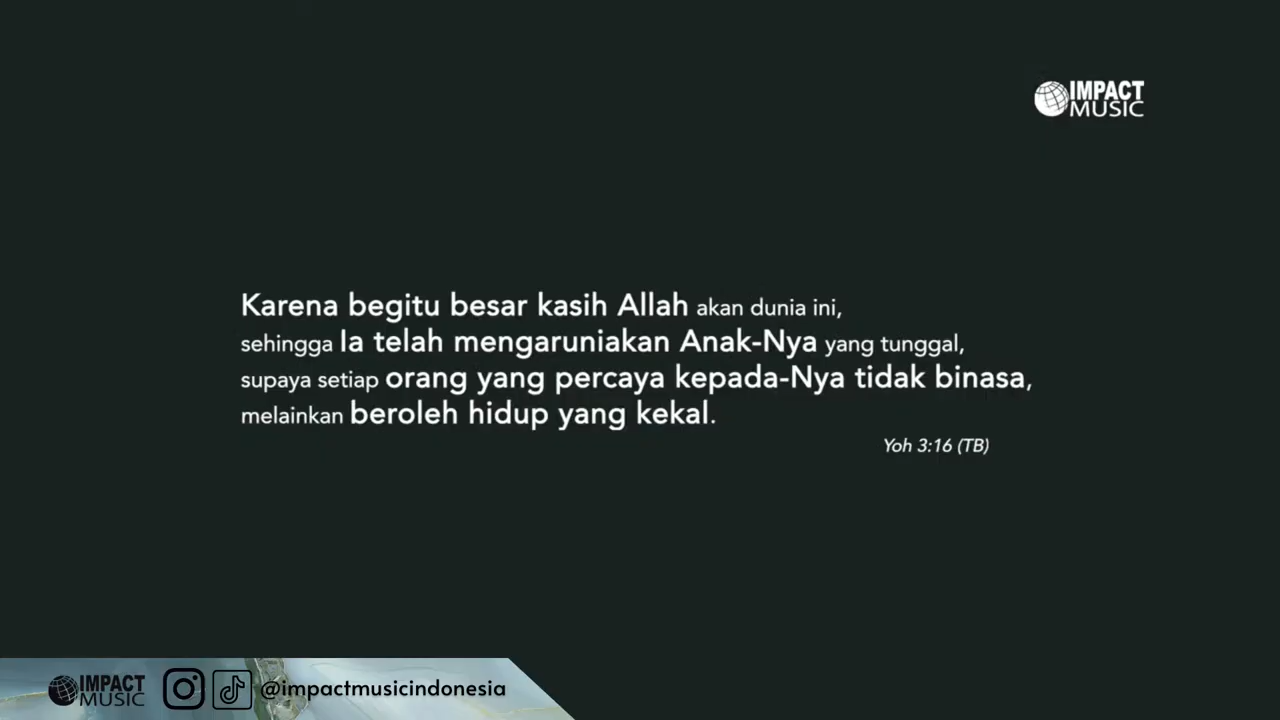 IMPACT
MUSIC
Karena begitu besar kasih Allah akan dunia ini,
sehingga Ia telah mengaruniakan Anak-Nya yang tunggal,
supaya setiap orang yang percaya kepada-Nya tidak binasa,
melainkan beroleh hidup yang kekal.
Yoh 3:16 (TB)
IMPACT
MUSIC
@impactmusicindonesia